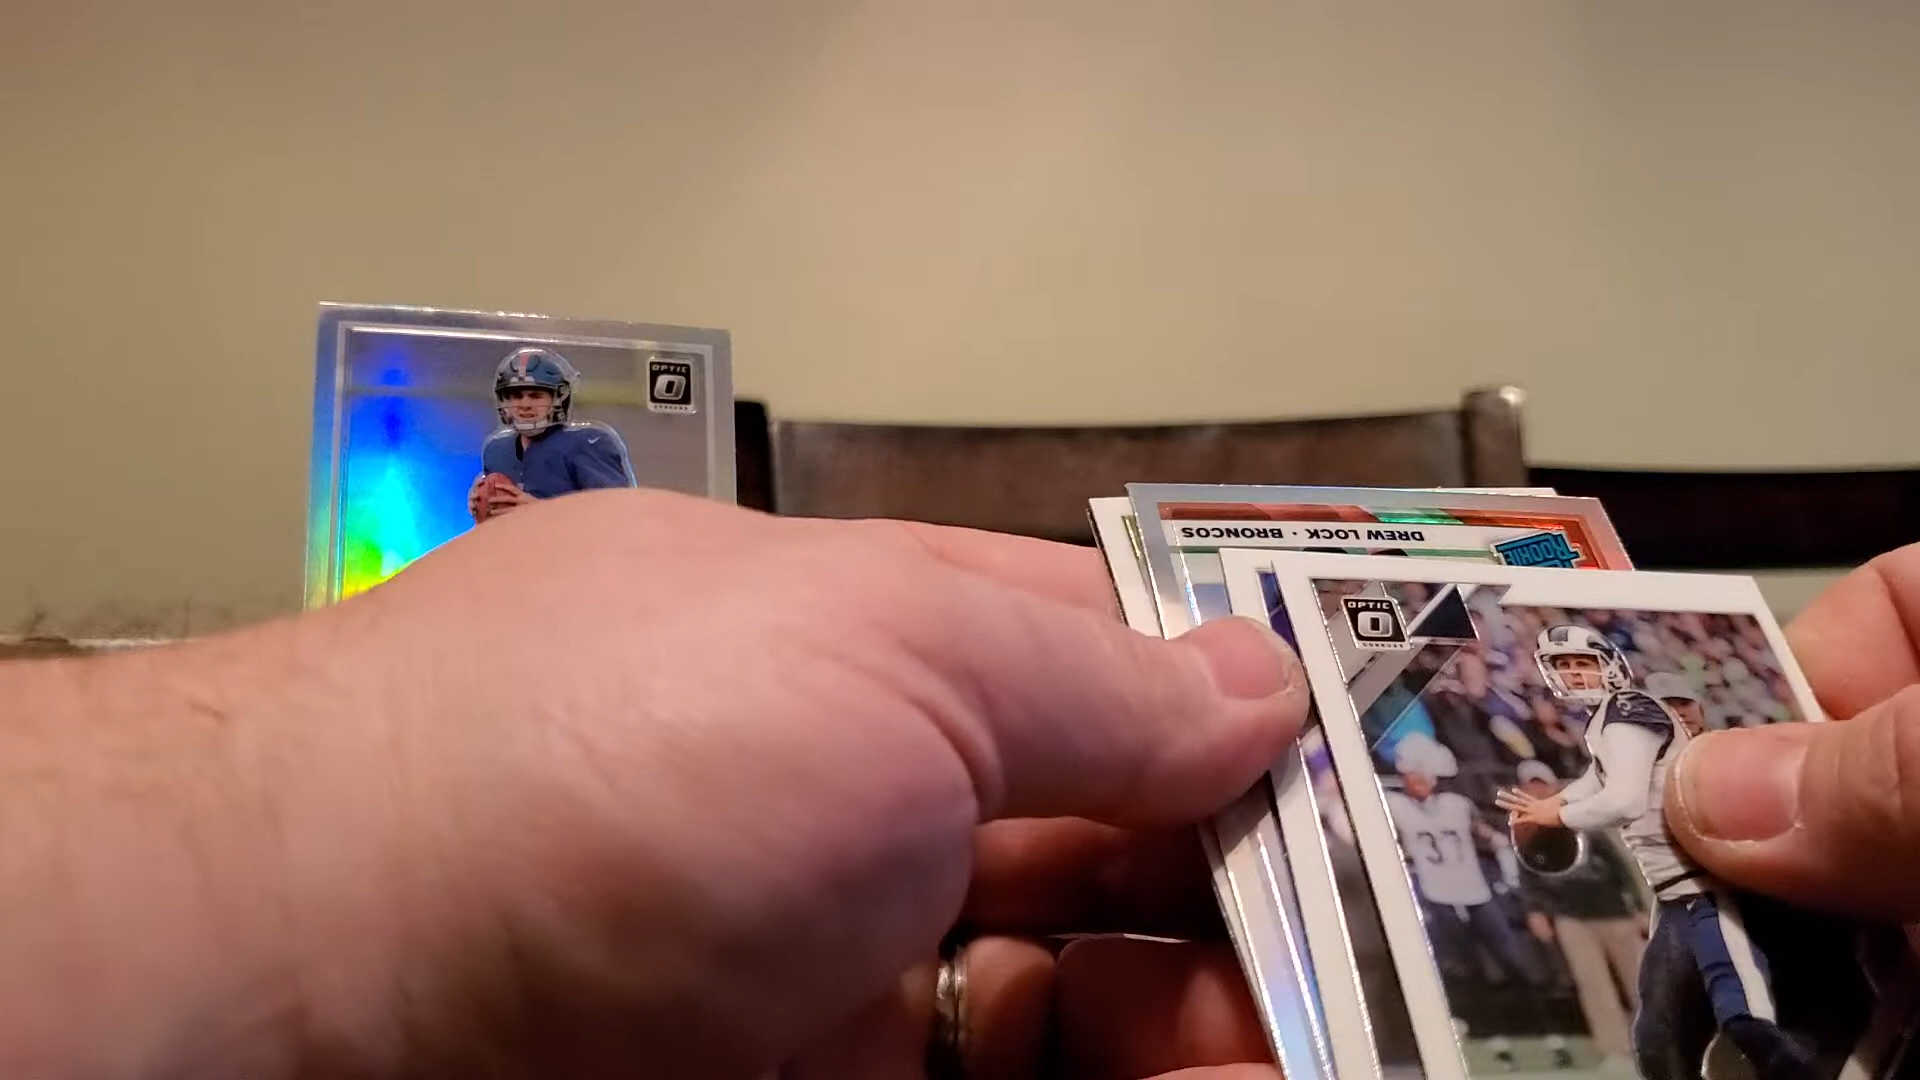 OPTIC
DREW LOCK • BRONCOS
ROOKIE
OPTIC
37